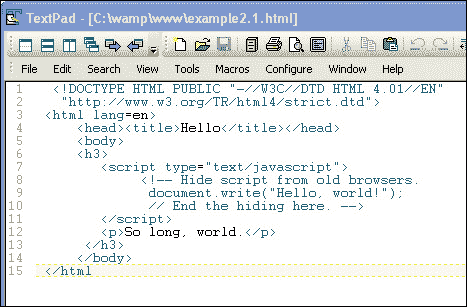 TextPad - [C:\wamp\www\example2.1.html]
File Edit Search View Tools Macros Configure Window Help
1 <!DOCTYPE HTML PUBLIC "-//W3C//DTD HTML 4.01//EN"
2 "http://www.w3.org/TR/html4/strict.dtd">
3 <html lang=en>
4 <head><title>Hello</title></head>
5 <body>
6 <h3>
7 <script type="text/javascript">
8 <!-- Hide script from old browsers.
9 document.write("Hello, world!");
10 // End the hiding here. -->
11 </script>
12 <p>So long, world.</p>
13 </h3>
14 </body>
15 </html